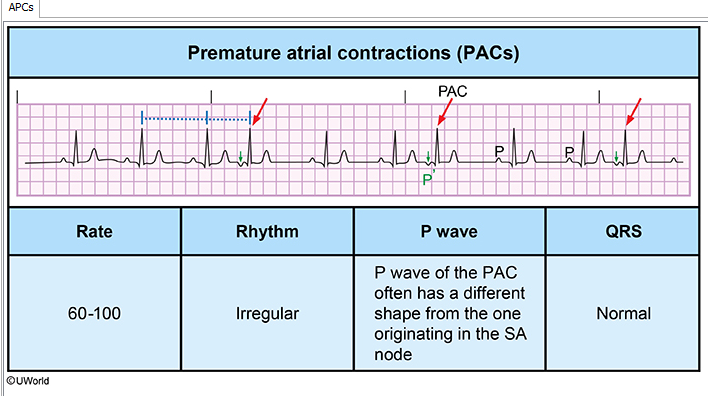 APCs
Premature atrial contractions (PACs)
PAC
P
P
P'
Rate
Rhythm
P wave
QRS
60-100
Irregular
P wave of the PAC
often has a different
shape from the one
originating in the SA
node
Normal
©UWorld